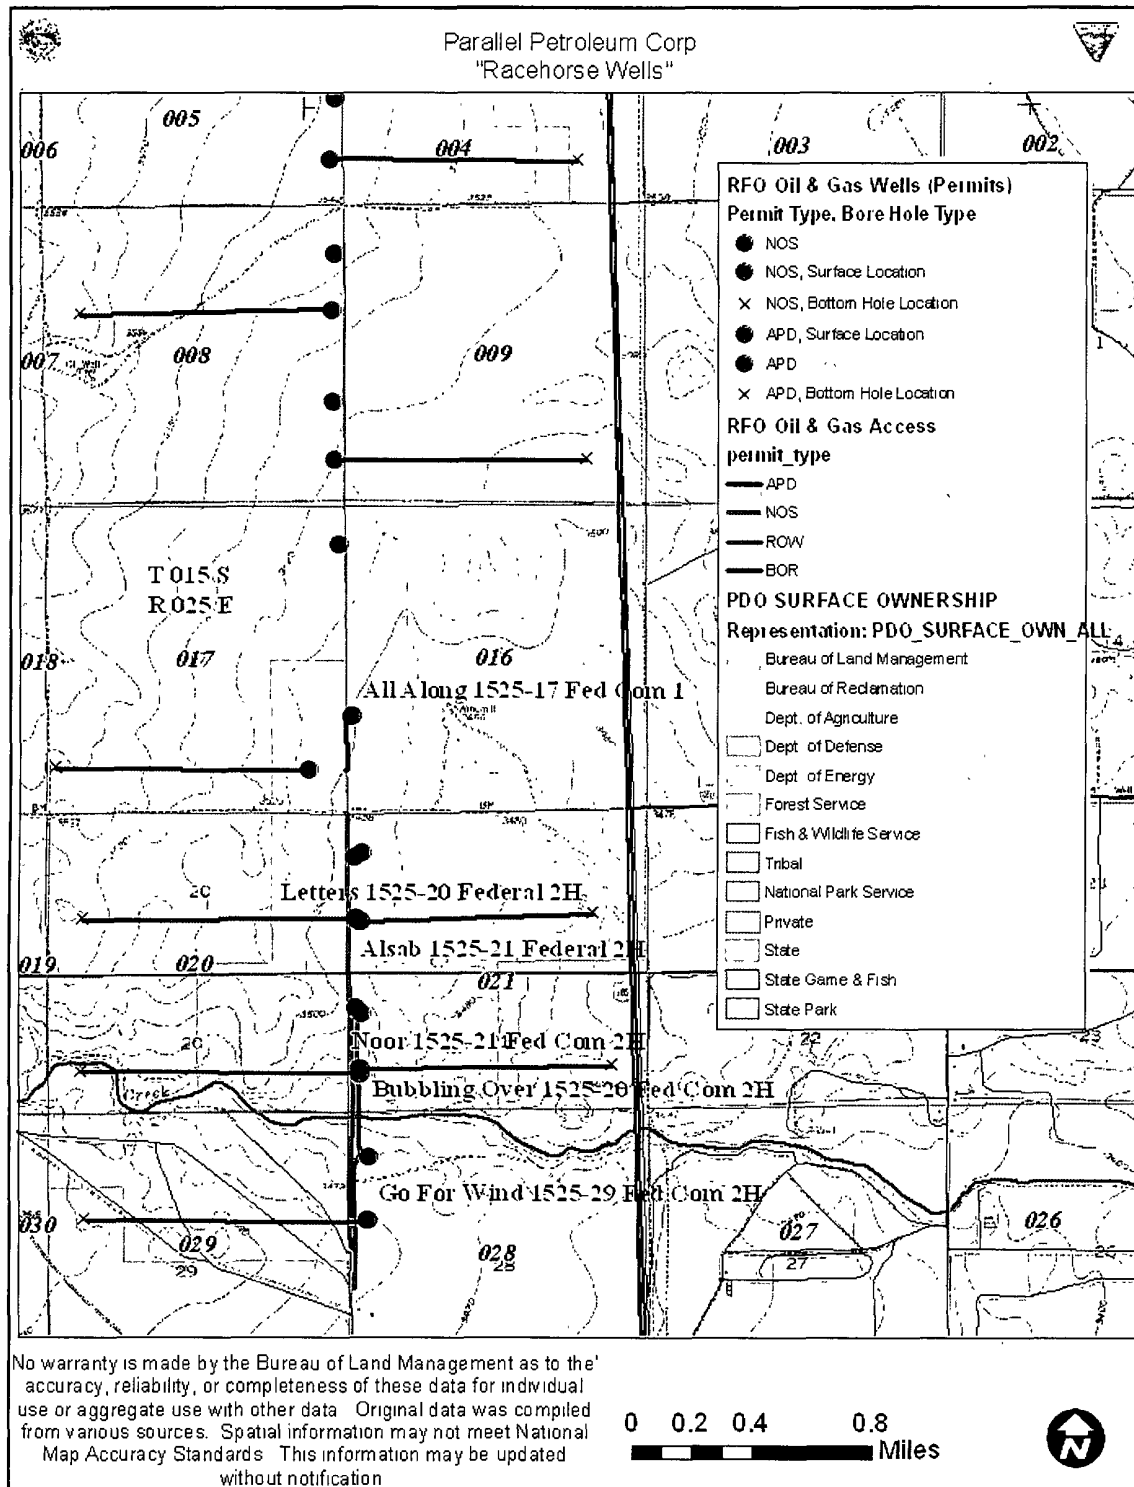 Parallel Petroleum Corp
"Racehorse Wells"
005
006
004
003
002
RFO Oil & Gas Wells (Permits)
Permit Type, Bore Hole Type
NOS
NOS, Surface Location
NOS, Bottom Hole Location
APD, Surface Location
APD
APD, Bottom Hole Location
RFO Oil & Gas Access
permit_type
APD
NOS
ROW
BOR
PDO SURFACE OWNERSHIP
Representation: PDO_SURFACE_OWN_ALL
Bureau of Land Management
Bureau of Reclamation
Dept. of Agriculture
Dept of Defense
Dept of Energy
Forest Service
Fish & Wildlife Service
Tribal
National Park Service
Private
State
State Game & Fish
State Park
007
008
009
T 015 S
R 025 E
018
017
016
All Along 1525-17 Fed Com 1
20
Letters 1525-20 Federal 2H
Alsab 1525-21 Federal 2H
019
020
021
Noor 1525-21 Fed Com 2H
20
22
23
Bubbling Over 1525-20 Fed Com 2H
Creek
Go For Wind 1525-29 Fed Com 2H
030
029
29
028
28
027
27
026
No warranty is made by the Bureau of Land Management as to the
accuracy, reliability, or completeness of these data for individual
use or aggregate use with other data Original data was compiled
from various sources. Spatial information may not meet National
Map Accuracy Standards This information may be updated
without notification
0 0.2 0.4 0.8
Miles
N